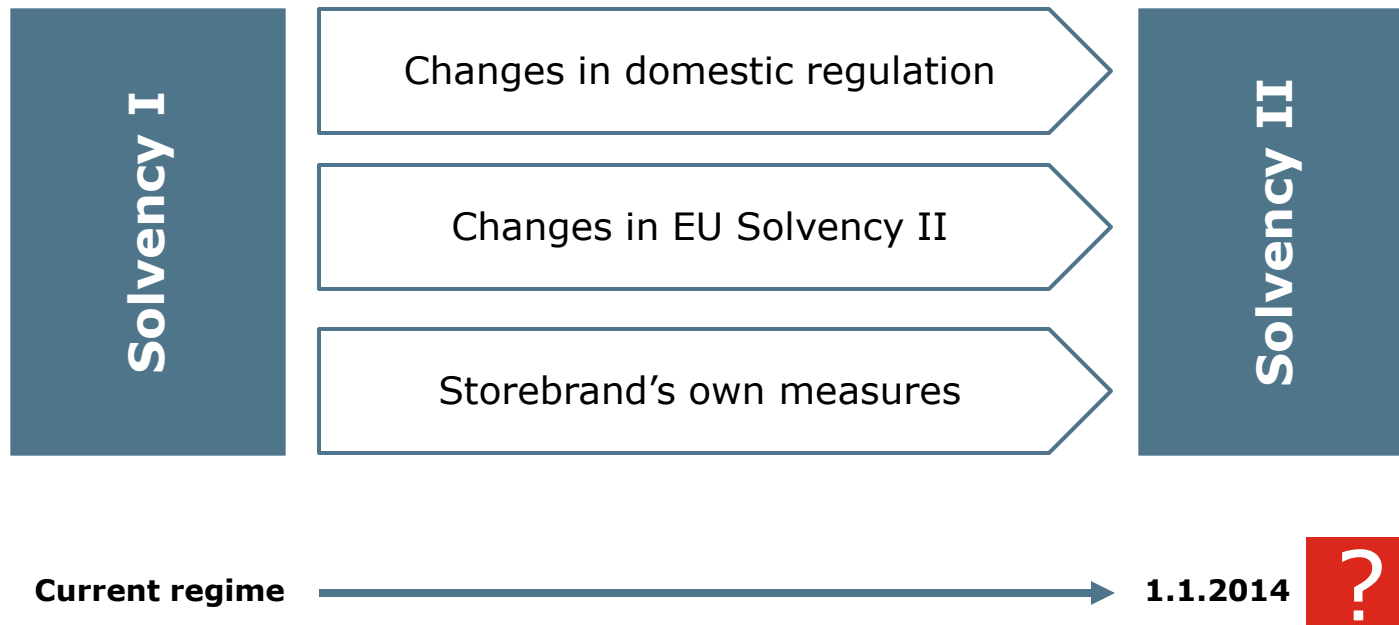 Solvency I
Changes in domestic regulation
Changes in EU Solvency II
Storebrand’s own measures
Solvency II
Current regime
1.1.2014
?